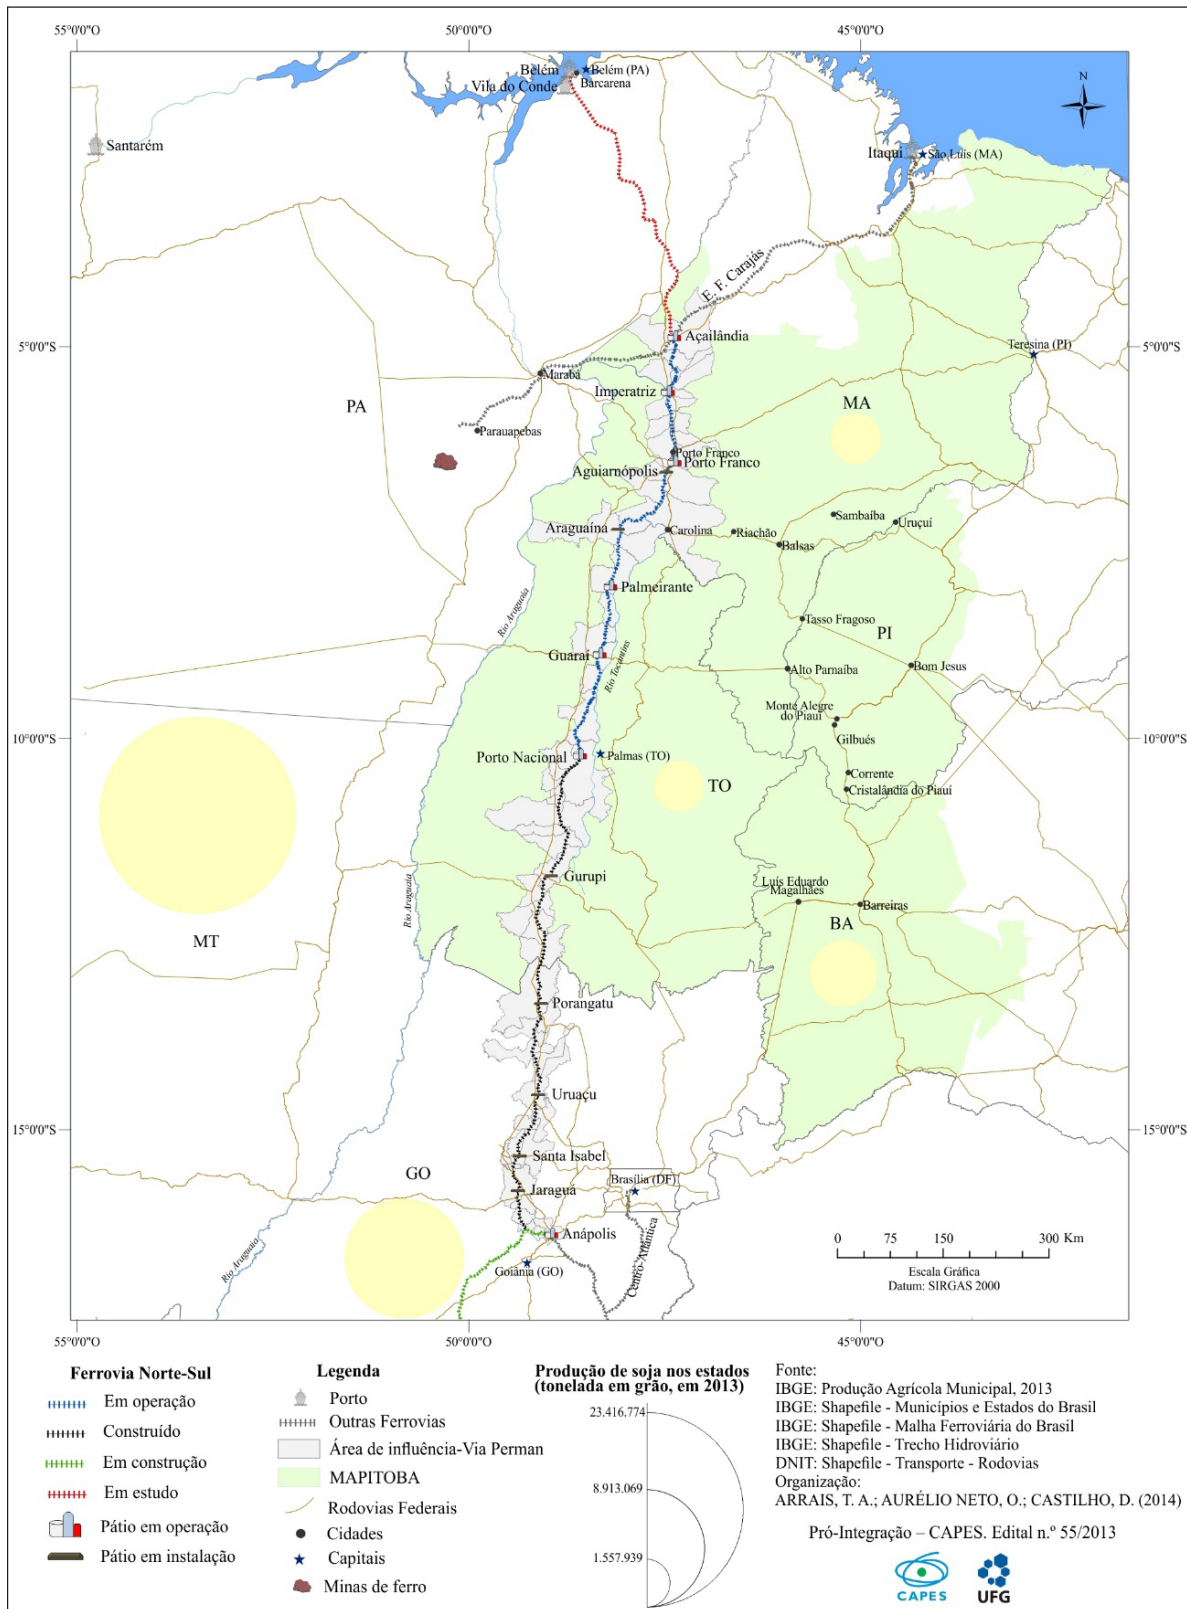 55°0'0"O
50°0'0"O
45°0'0"O
N
Belém
Belém (PA)
Barcarena
Vila do Conde
Santarém
Itaqui
São Luís (MA)
E. F. Carajás
Açailândia
5°0'0"S
5°0'0"S
Teresina (PI)
Marabá
Imperatriz
PA
MA
Parauapebas
Porto Franco
Porto Franco
Aguiarnópolis
Sambaíba
Uruçuí
Araguaína
Carolina
Riachão
Balsas
Palmeirante
Rio Araguaia
Tasso Fragoso
PI
Guaraí
Rio Tocantins
Alto Parnaíba
Bom Jesus
Monte Alegre
do Piauí
Gilbués
10°0'0"S
10°0'0"S
Porto Nacional
Palmas (TO)
TO
Corrente
Cristalândia do Piauí
Gurupi
Luís Eduardo
Magalhães
Barreiras
Rio Araguaia
BA
MT
Porangatu
Uruaçu
15°0'0"S
15°0'0"S
Santa Isabel
GO
Brasília (DF)
Jaraguá
Anápolis
Centro-Atlântica
Rio Araguaia
Goiânia (GO)
0 75 150 300 Km
Escala Gráfica
Datum: SIRGAS 2000
55°0'0"O
50°0'0"O
45°0'0"O
Ferrovia Norte-Sul
Em operação
Construído
Em construção
Em estudo
Pátio em operação
Pátio em instalação
Legenda
Porto
Outras Ferrovias
Área de influência-Via Perman
MAPITOBA
Rodovias Federais
Cidades
Capitais
Minas de ferro
Produção de soja nos estados
(tonelada em grão, em 2013)
23.416.774
8.913.069
1.557.939
Fonte:
IBGE: Produção Agrícola Municipal, 2013
IBGE: Shapefile - Municípios e Estados do Brasil
IBGE: Shapefile - Malha Ferroviária do Brasil
IBGE: Shapefile - Trecho Hidroviário
DNIT: Shapefile - Transporte - Rodovias
Organização:
ARRAIS, T. A.; AURÉLIO NETO, O.; CASTILHO, D. (2014)
Pró-Integração – CAPES. Edital n.º 55/2013
CAPES
UFG